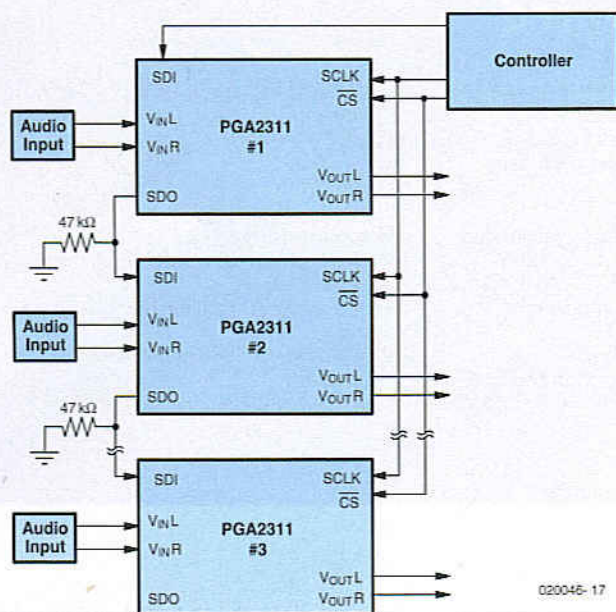 Controller
SDI
SCLK
CS
Audio
Input
VINL
VINR
PGA2311
#1
VOUTL
VOUTR
SDO
47 kΩ
SDI
SCLK
CS
Audio
Input
VINL
VINR
PGA2311
#2
VOUTL
VOUTR
SDO
47 kΩ
SDI
SCLK
CS
Audio
Input
VINL
VINR
PGA2311
#3
VOUTL
VOUTR
SDO
020046- 17